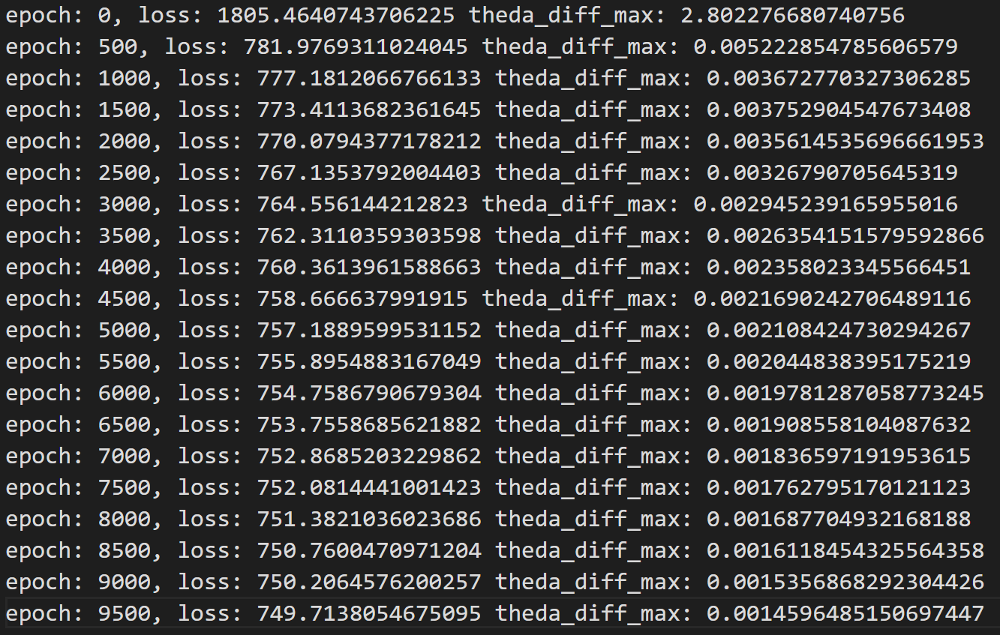 epoch: 0, loss: 1805.4640743706225 theda_diff_max: 2.802276680740756
epoch: 500, loss: 781.9769311024045 theda_diff_max: 0.005222854785606579
epoch: 1000, loss: 777.1812066766133 theda_diff_max: 0.003672770327306285
epoch: 1500, loss: 773.4113682361645 theda_diff_max: 0.003752904547673408
epoch: 2000, loss: 770.0794377178212 theda_diff_max: 0.0035614535696661953
epoch: 2500, loss: 767.1353792004403 theda_diff_max: 0.00326790705645319
epoch: 3000, loss: 764.556144212823 theda_diff_max: 0.002945239165955016
epoch: 3500, loss: 762.3110359303598 theda_diff_max: 0.0026354151579592866
epoch: 4000, loss: 760.3613961588663 theda_diff_max: 0.002358023345566451
epoch: 4500, loss: 758.666637991915 theda_diff_max: 0.0021690242706489116
epoch: 5000, loss: 757.1889599531152 theda_diff_max: 0.002108424730294267
epoch: 5500, loss: 755.8954883167049 theda_diff_max: 0.002044838395175219
epoch: 6000, loss: 754.7586790679304 theda_diff_max: 0.0019781287058773245
epoch: 6500, loss: 753.7558685621882 theda_diff_max: 0.001908558104087632
epoch: 7000, loss: 752.8685203229862 theda_diff_max: 0.001836597191953615
epoch: 7500, loss: 752.0814441001423 theda_diff_max: 0.001762795170121123
epoch: 8000, loss: 751.3821036023686 theda_diff_max: 0.001687704932168188
epoch: 8500, loss: 750.7600470971204 theda_diff_max: 0.0016118454325564358
epoch: 9000, loss: 750.2064576200257 theda_diff_max: 0.0015356868292304426
epoch: 9500, loss: 749.7138054675095 theda_diff_max: 0.0014596485150697447